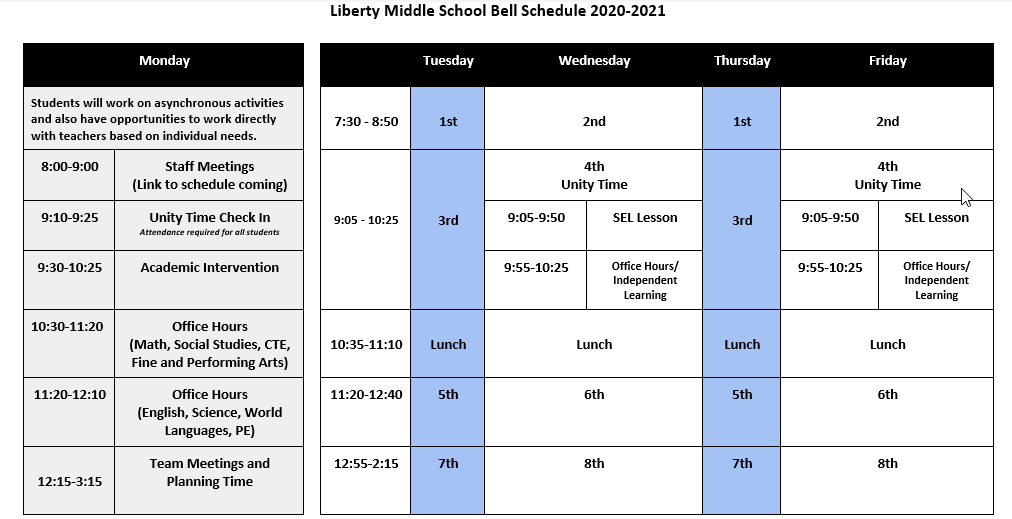 Liberty Middle School Bell Schedule 2020-2021
Monday
Students will work on asynchronous activities
and also have opportunities to work directly
with teachers based on individual needs.
8:00-9:00
Staff Meetings
(Link to schedule coming)
9:10-9:25
Unity Time Check In
Attendance required for all students
9:30-10:25
Academic Intervention
10:30-11:20
Office Hours
(Math, Social Studies, CTE,
Fine and Performing Arts)
11:20-12:10
Office Hours
(English, Science, World
Languages, PE)
12:15-3:15
Team Meetings and
Planning Time
Tuesday
Wednesday
Thursday
Friday
7:30 - 8:50
1st
2nd
1st
2nd
9:05 - 10:25
3rd
4th
Unity Time
9:05-9:50
SEL Lesson
9:55-10:25
Office Hours/
Independent
Learning
3rd
4th
Unity Time
9:05-9:50
SEL Lesson
9:55-10:25
Office Hours/
Independent
Learning
10:35-11:10
Lunch
Lunch
Lunch
Lunch
11:20-12:40
5th
6th
5th
6th
12:55-2:15
7th
8th
7th
8th